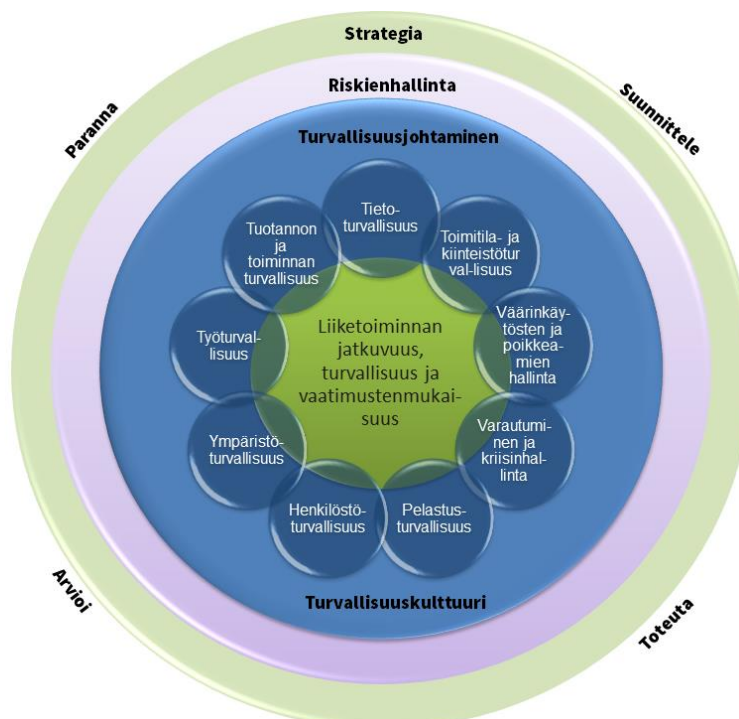 Strategia
Riskienhallinta
Turvallisuusjohtaminen
Paranna
Suunnittele
Tieto-
turvallisuus
Toimitila- ja
kiinteistötur
val-lisuus
Väärinkäy-
tösten ja
poikkea-
mien
hallinta
Varautumi-
nen ja
kriisinhal-
linta
Pelastus-
turvallisuus
Henkilöstö-
turvallisuus
Ympäristö-
turvallisuus
Työturval-
lisuus
Tuotannon
ja
toiminnan
turvallisuus
Liiketoiminnan
jatkuvuus,
turvallisuus ja
vaatimustenmukai-
suus
Turvallisuuskulttuuri
Arvioi
Toteuta